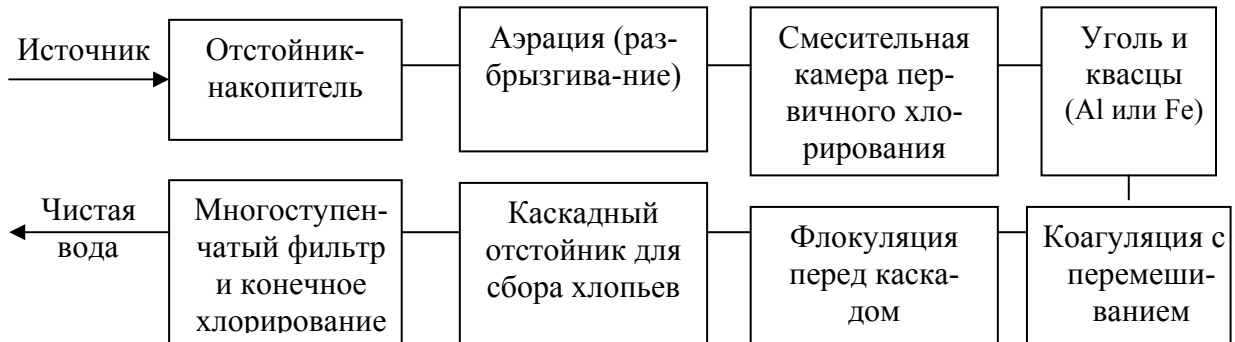 Источник
Отстойник-
накопитель
Аэрация (раз-
брызгива-ние)
Смесительная
камера пер-
вичного хло-
рирования
Уголь и
квасцы
(Al или Fe)
Чистая
вода
Многоступен-
чатый фильтр
и конечное
хлорирование
Каскадный
отстойник для
сбора хлопьев
Флокуляция
перед каска-
дом
Коагуляция с
перемеши-
ванием